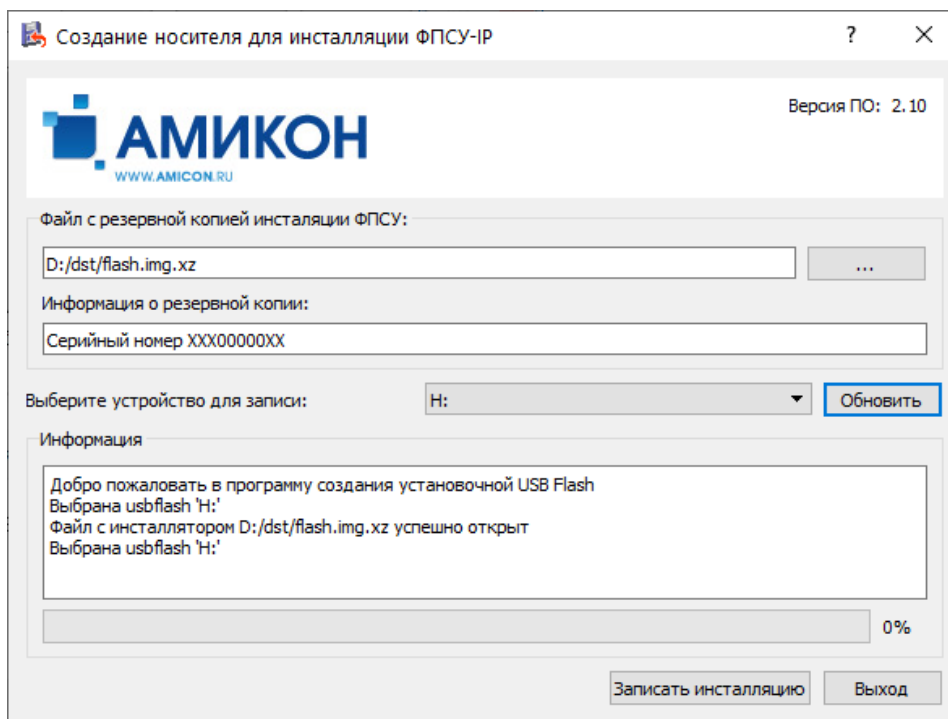 Создание носителя для инсталляции ФПСУ-IP
?
Версия ПО: 2.10
АМИКОН
WWW.AMICON.RU
Файл с резервной копией инсталяции ФПСУ:
D:/dst/flash.img.xz
...
Информация о резервной копии:
Серийный номер XXX00000XX
Выберите устройство для записи:
H:
Обновить
Информация
Добро пожаловать в программу создания установочной USB Flash
Выбрана usbflash 'H:'
Файл с инсталлятором D:/dst/flash.img.xz успешно открыт
Выбрана usbflash 'H:'
0%
Записать инсталляцию
Выход